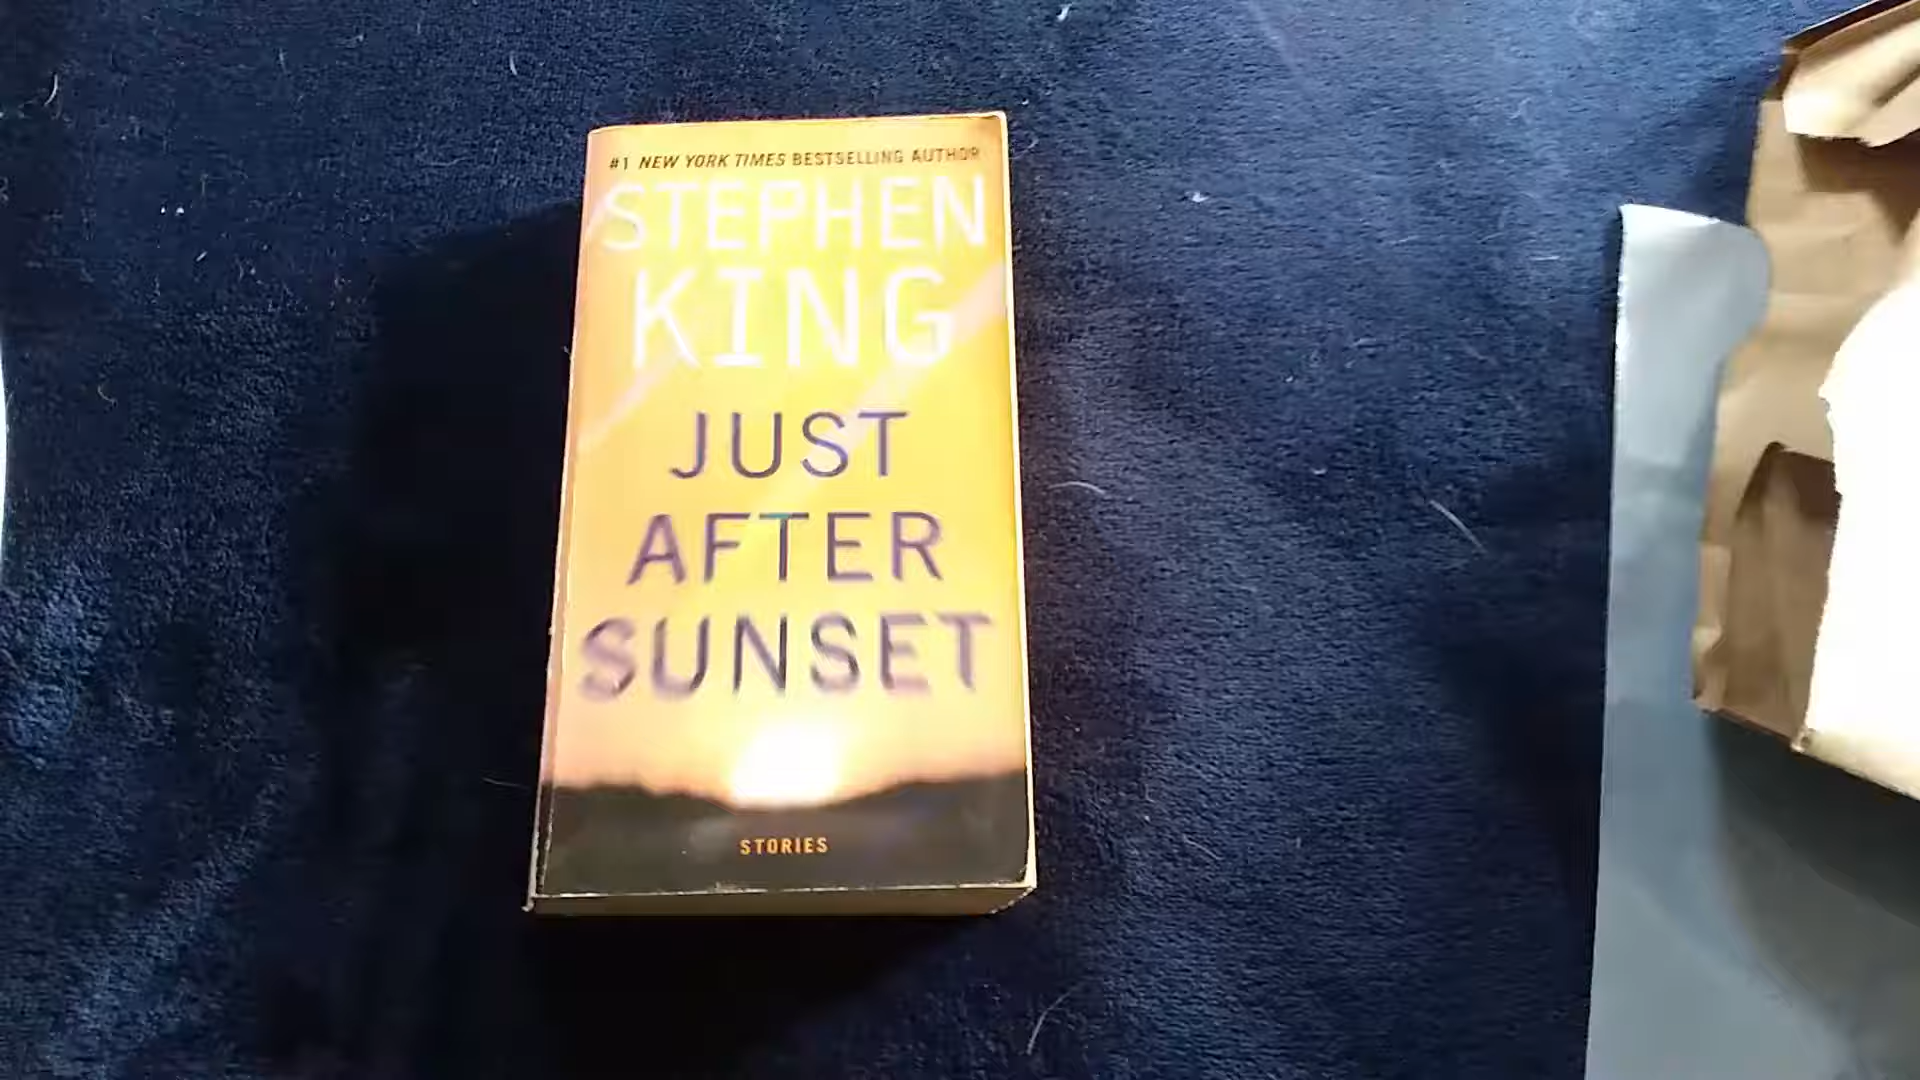 #1 NEW YORK TIMES BESTSELLING AUTHOR
STEPHEN
KING
JUST
AFTER
SUNSET
STORIES